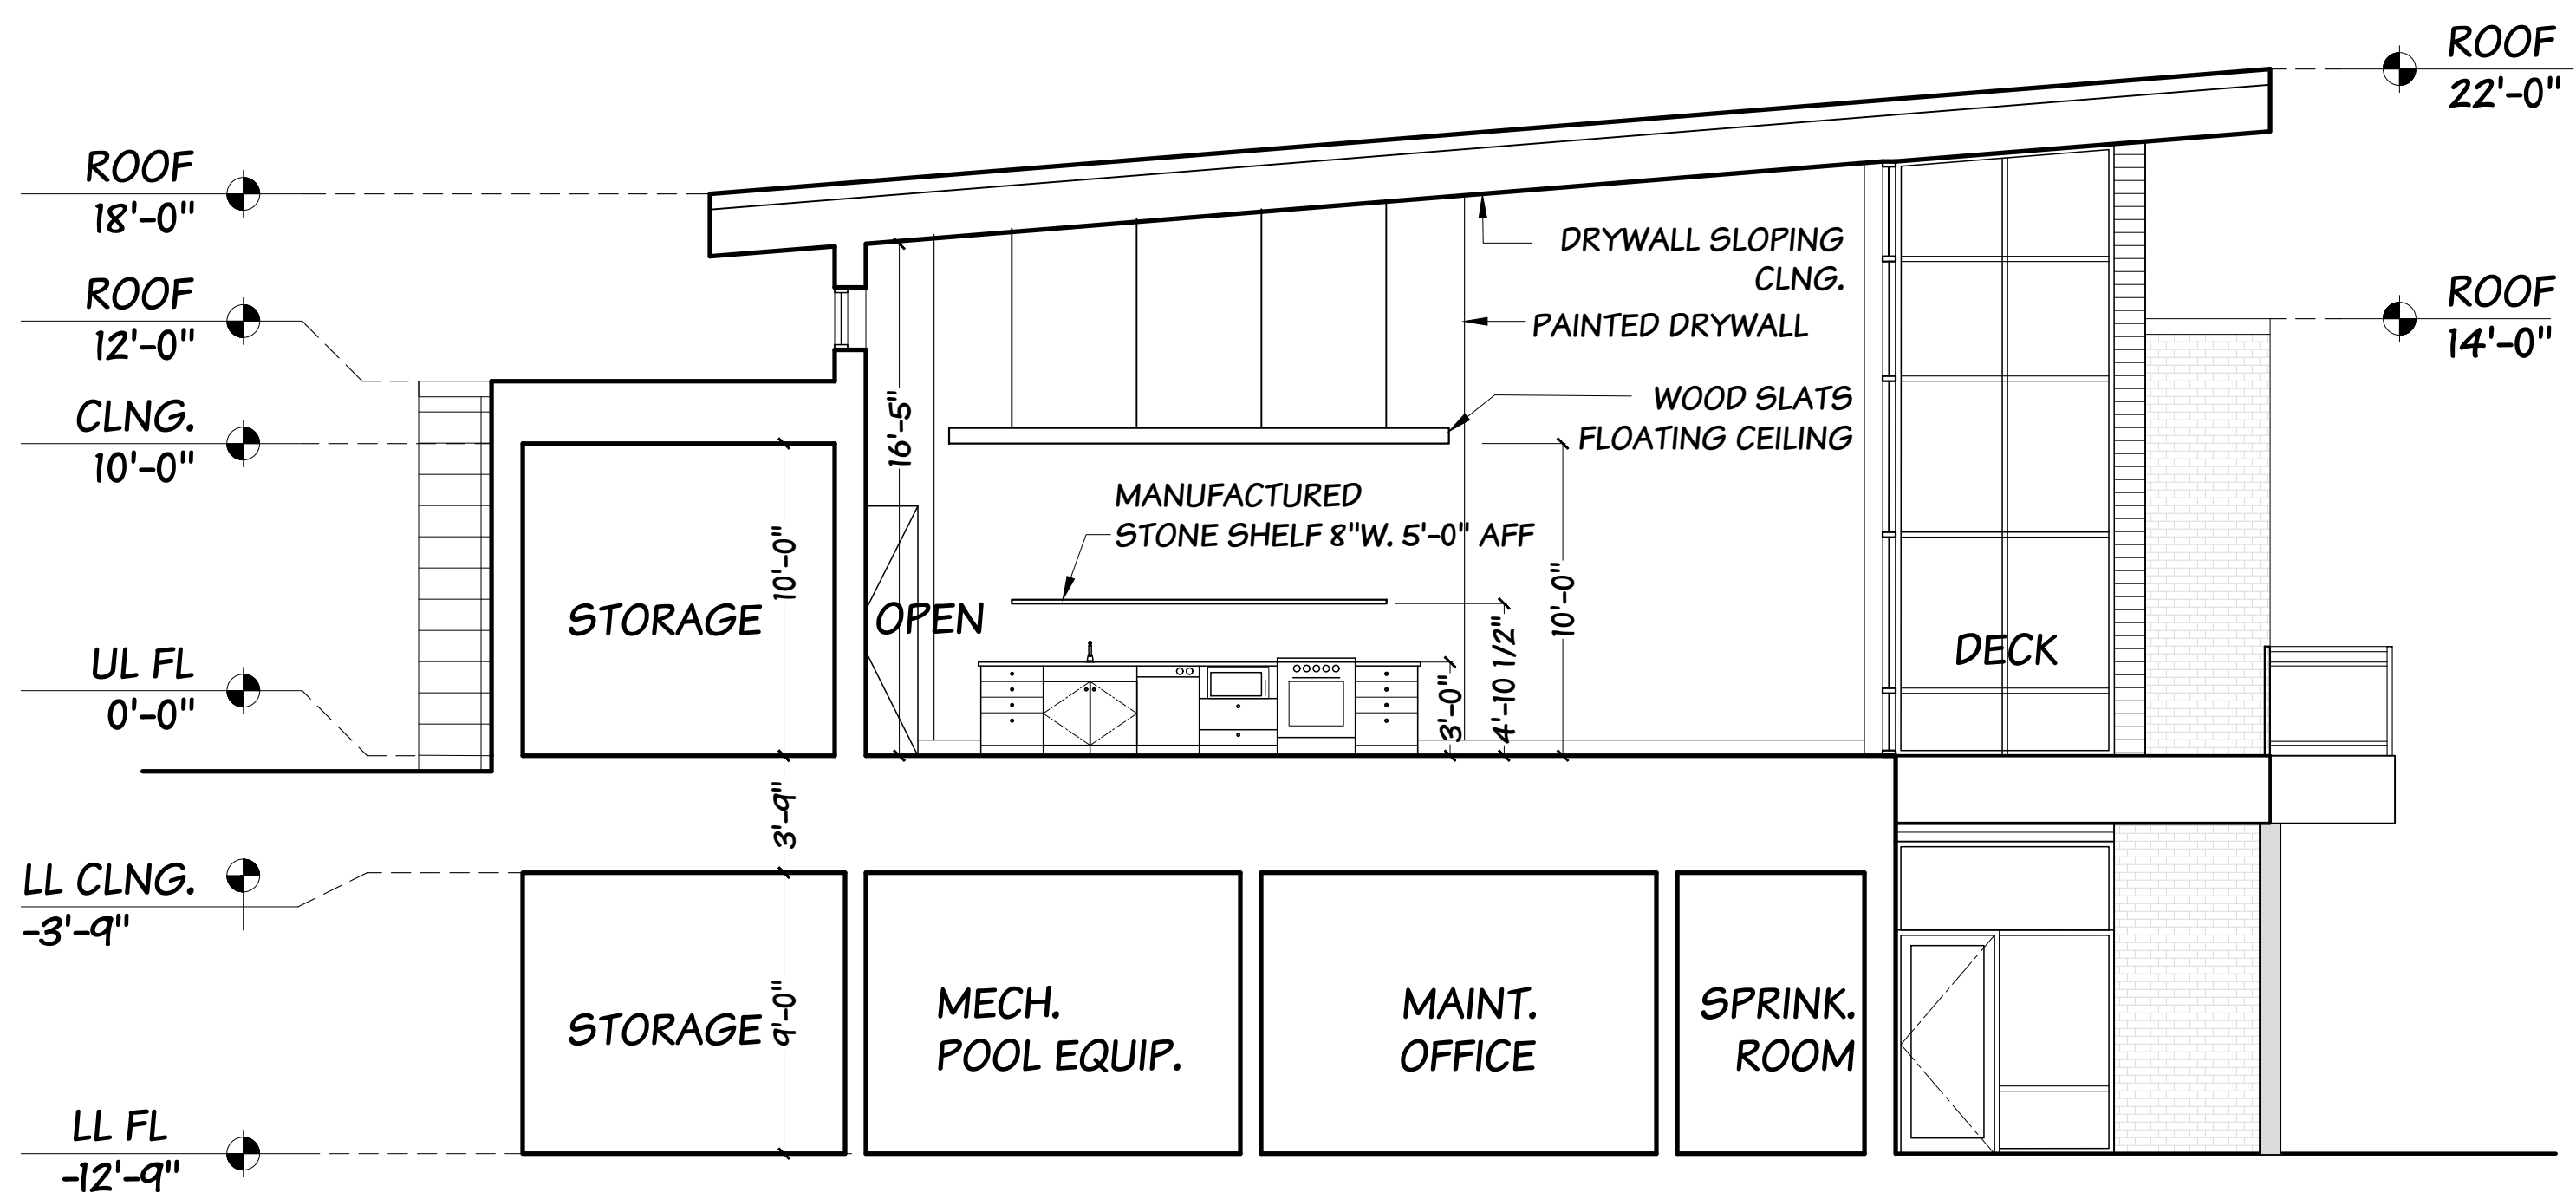 ROOF
22'-0"
ROOF
18'-0"
DRYWALL SLOPING
CLNG.
ROOF
12'-0"
PAINTED DRYWALL
ROOF
14'-0"
CLNG.
10'-0"
16'-5"
WOOD SLATS
FLOATING CEILING
MANUFACTURED
STONE SHELF 8"W. 5'-0" AFF
10'-0"
10'-0"
STORAGE
OPEN
DECK
UL FL
0'-0"
3'-0"
4'-10 1/2"
3'-9"
LL CLNG.
-3'-9"
STORAGE
9'-0"
MECH.
POOL EQUIP.
MAINT.
OFFICE
SPRINK.
ROOM
LL FL
-12'-9"